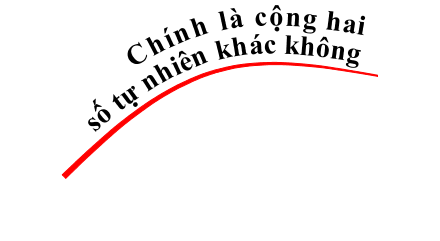 Chính là cộng hai
số tự nhiên khác không